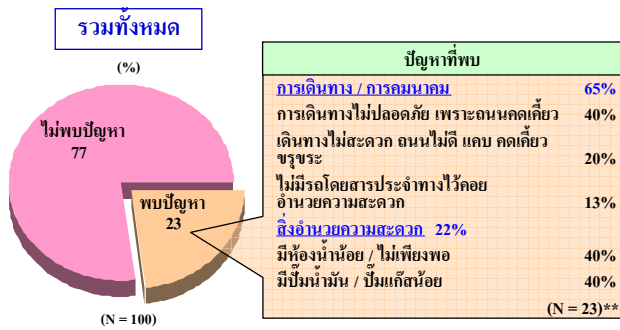 รวมทั้งหมด
(%)
ไม่พบปัญหา
77
พบปัญหา
23
(N = 100)
ปัญหาที่พบ
การเดินทาง / การคมนาคม 65%
การเดินทางไม่ปลอดภัย เพราะถนนคดเคี้ยว 40%
เดินทางไม่สะดวก ถนนไม่ดี แคบ คดเคี้ยว
ขรุขระ 20%
ไม่มีรถโดยสารประจำทางไว้คอย
อำนวยความสะดวก 13%
สิ่งอำนวยความสะดวก 22%
มีห้องน้ำน้อย / ไม่เพียงพอ 40%
มีปั๊มน้ำมัน / ปั๊มแก๊สน้อย 40%
(N = 23)**